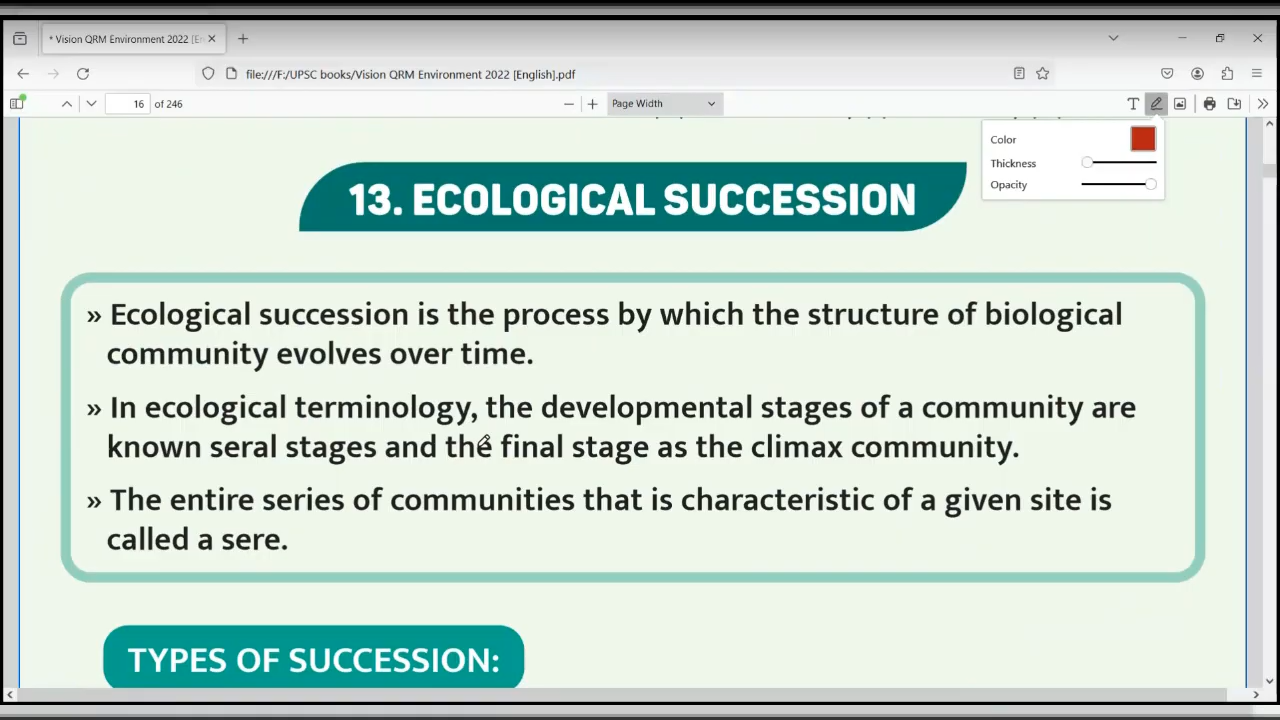 * Vision QRM Environment 2022 [En
file:///F:/UPSC books/Vision QRM Environment 2022 [English].pdf
16 of 246
Page Width
Color
Thickness
Opacity
13. ECOLOGICAL SUCCESSION
» Ecological succession is the process by which the structure of biological
community evolves over time.
» In ecological terminology, the developmental stages of a community are
known seral stages and the final stage as the climax community.
» The entire series of communities that is characteristic of a given site is
called a sere.
TYPES OF SUCCESSION: